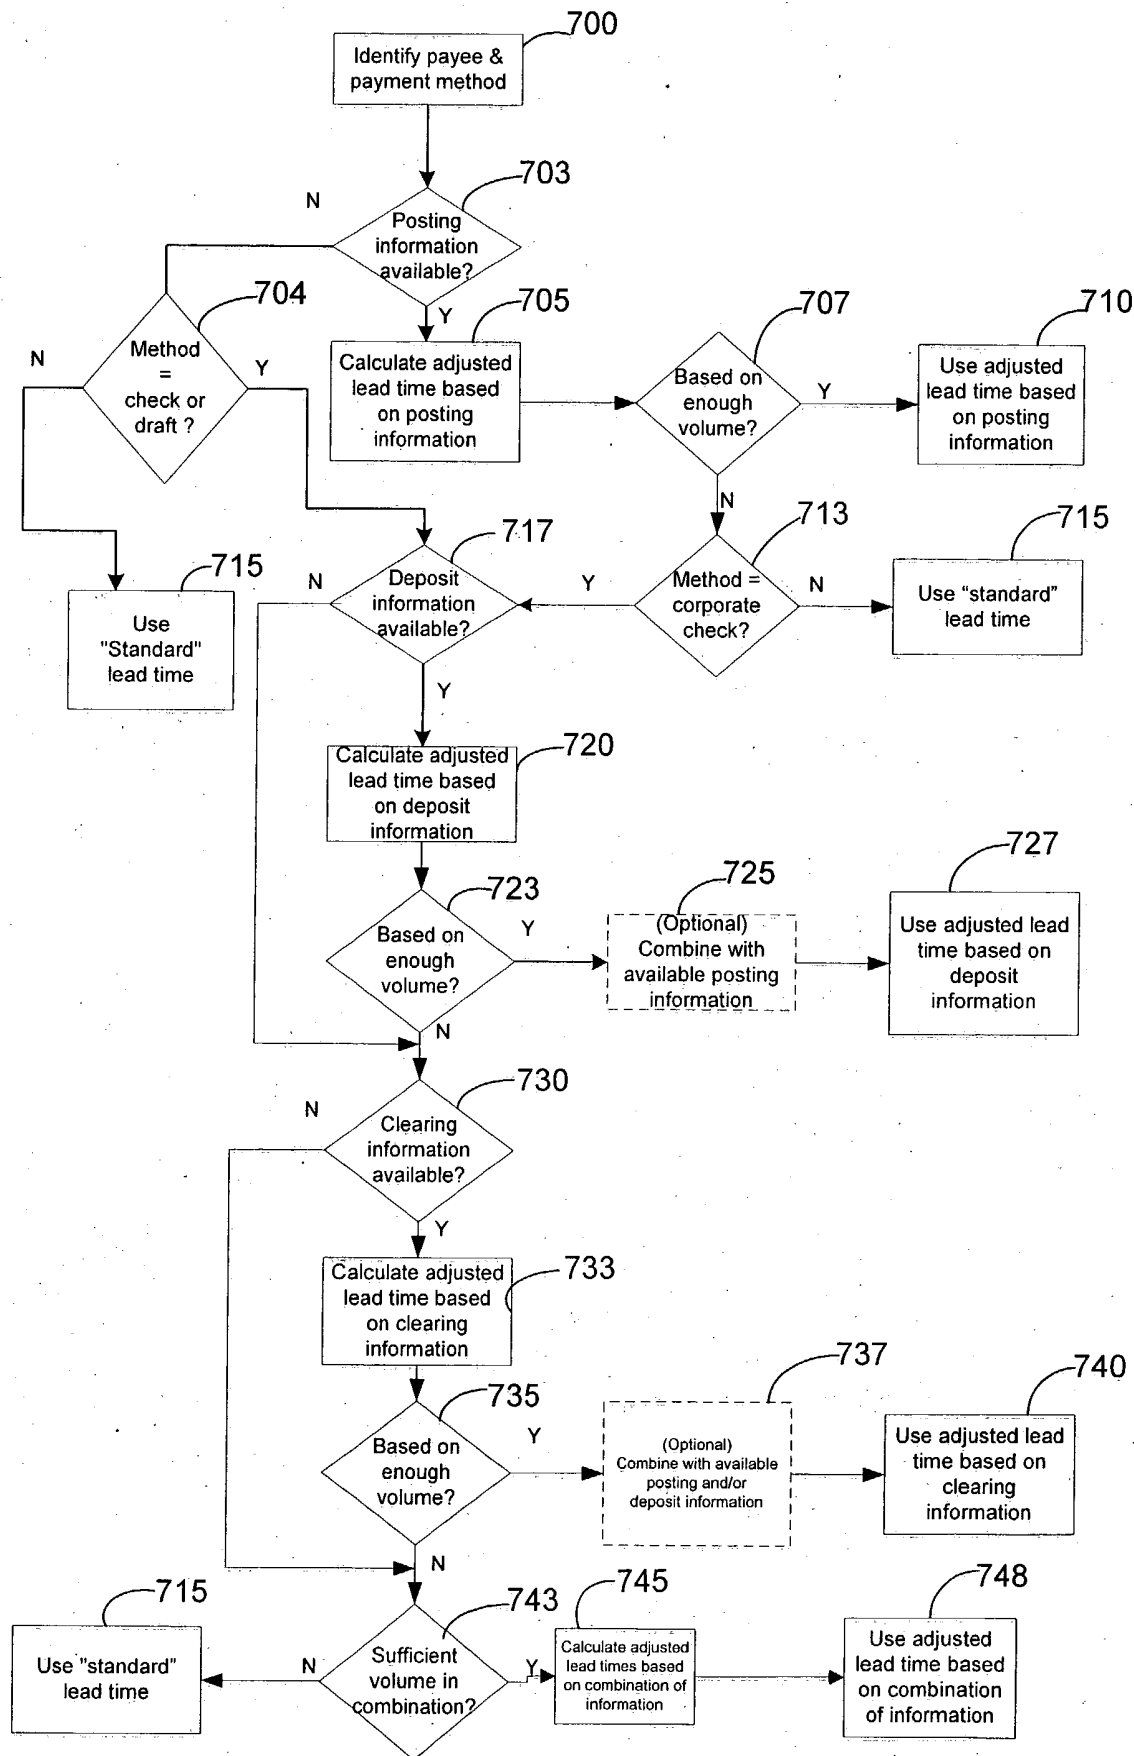 700
Identify payee &
payment method
703
N
Posting
information
available?
704
Y
705
707
710
N
Method
=
check or
draft ?
Y
Calculate adjusted
lead time based
on posting
information
Based on
enough
volume?
Y
Use adjusted
lead time based
on posting
information
N
713
715
717
715
N
Deposit
information
available?
Y
Method =
corporate
check?
N
Use "standard"
lead time
Use
"Standard"
lead time
Y
720
Calculate adjusted
lead time based
on deposit
information
727
725
723
Based on
enough
volume?
Y
(Optional)
Combine with
available posting
information
Use adjusted lead
time based on
deposit
information
N
730
N
Clearing
information
available?
Y
733
Calculate adjusted
lead time based
on clearing
information
737
740
735
Based on
enough
volume?
Y
(Optional)
Combine with available
posting and/or
deposit information
Use adjusted lead
time based on
clearing
information
N
715
743
745
748
Use "standard"
lead time
N
Sufficient
volume in
combination?
Y
Calculate adjusted
lead times based
on combination of
information
Use adjusted
lead time based
on combination
of information